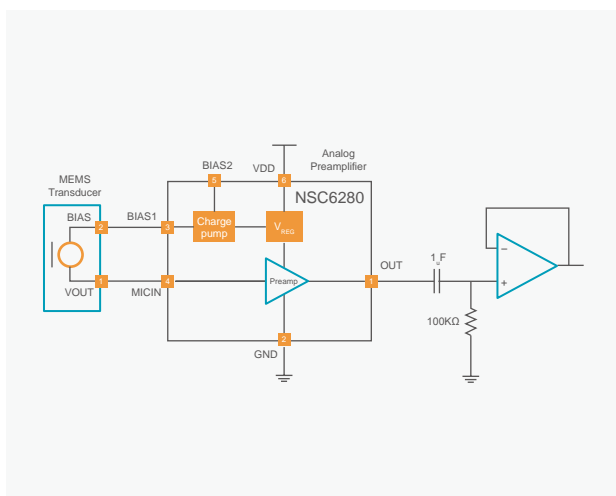 Analog
Preamplifier
BIAS2
VDD
5
6
NSC6280
MEMS
Transducer
BIAS
2
BIAS1
3
Charge
pump
VREG
VOUT
1
MICIN
4
Preamp
OUT
1
1uF
−
+
100KΩ
2
GND